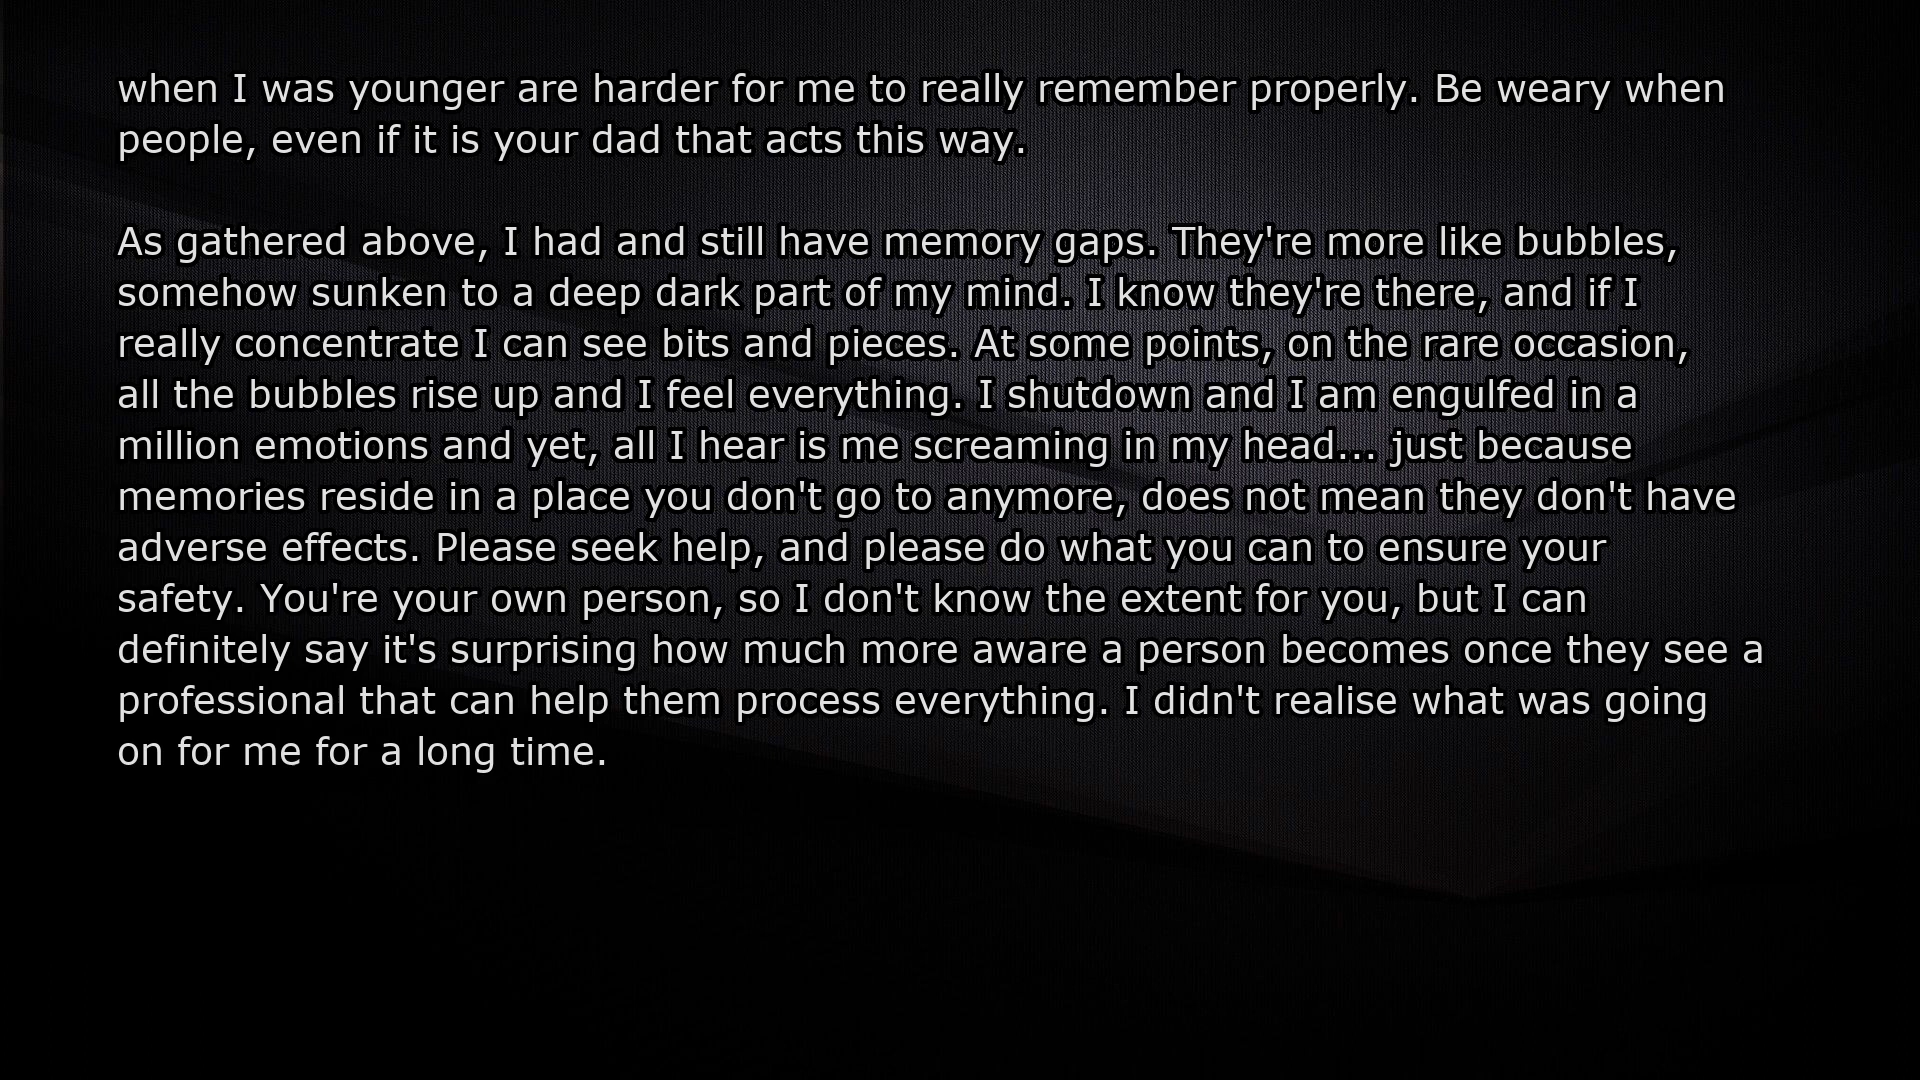 when I was younger are harder for me to really remember properly. Be weary when
people, even if it is your dad that acts this way.
As gathered above, I had and still have memory gaps. They're more like bubbles,
somehow sunken to a deep dark part of my mind. I know they're there, and if I
really concentrate I can see bits and pieces. At some points, on the rare occasion,
all the bubbles rise up and I feel everything. I shutdown and I am engulfed in a
million emotions and yet, all I hear is me screaming in my head... just because
memories reside in a place you don't go to anymore, does not mean they don't have
adverse effects. Please seek help, and please do what you can to ensure your
safety. You're your own person, so I don't know the extent for you, but I can
definitely say it's surprising how much more aware a person becomes once they see a
professional that can help them process everything. I didn't realise what was going
on for me for a long time.